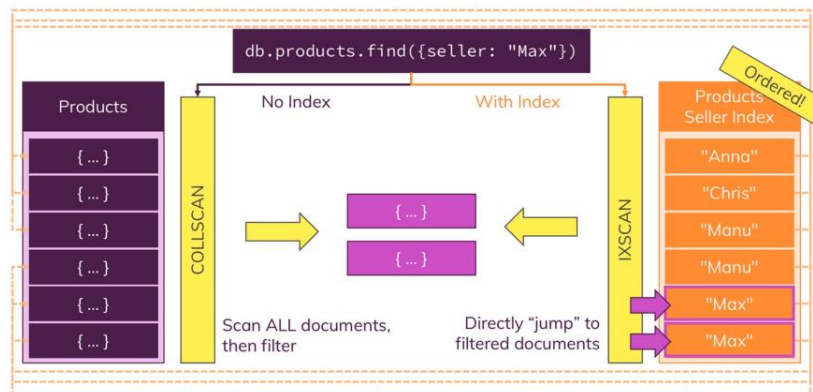 db.products.find({seller: "Max"})
No Index
With Index
Ordered!
Products
{ ... }
{ ... }
{ ... }
{ ... }
{ ... }
{ ... }
COLLSCAN
Scan ALL documents,
then filter
{ ... }
{ ... }
Directly “jump” to
filtered documents
IXSCAN
Products
Seller Index
"Anna"
"Chris"
"Manu"
"Manu"
"Max"
"Max"